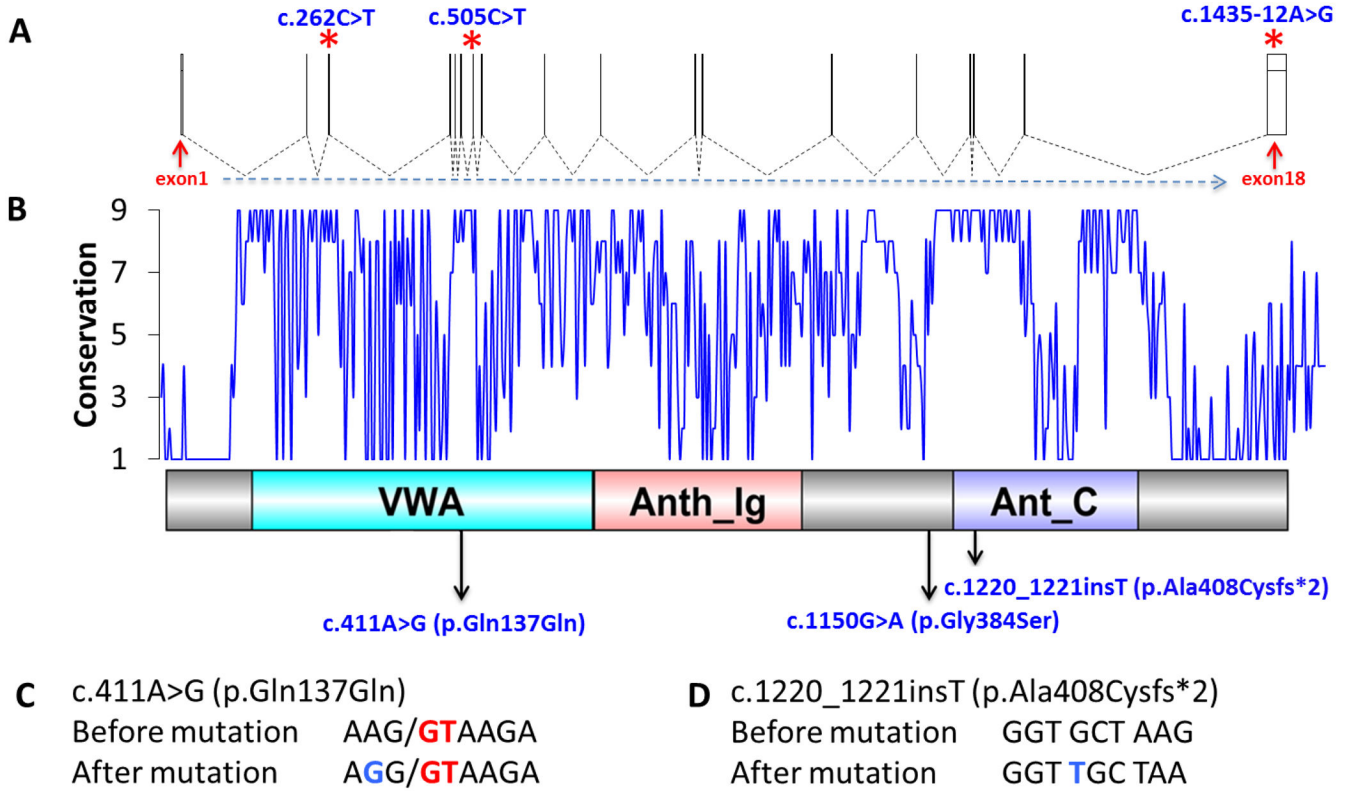 A
c.262C>T c.505C>T c.1435-12A>G
* * *
exon1 exon18
B
9
7
5
3
1
Conservation
VWA Anth_Ig Ant_C
c.1220_1221insT (p.Ala408Cysfs*2)
c.411A>G (p.Gln137Gln) c.1150G>A (p.Gly384Ser)
C c.411A>G (p.Gln137Gln)
Before mutation AAG/GTAAGA
After mutation AGG/GTAAGA
D c.1220_1221insT (p.Ala408Cysfs*2)
Before mutation GGT GCT AAG
After mutation GGT TGC TAA